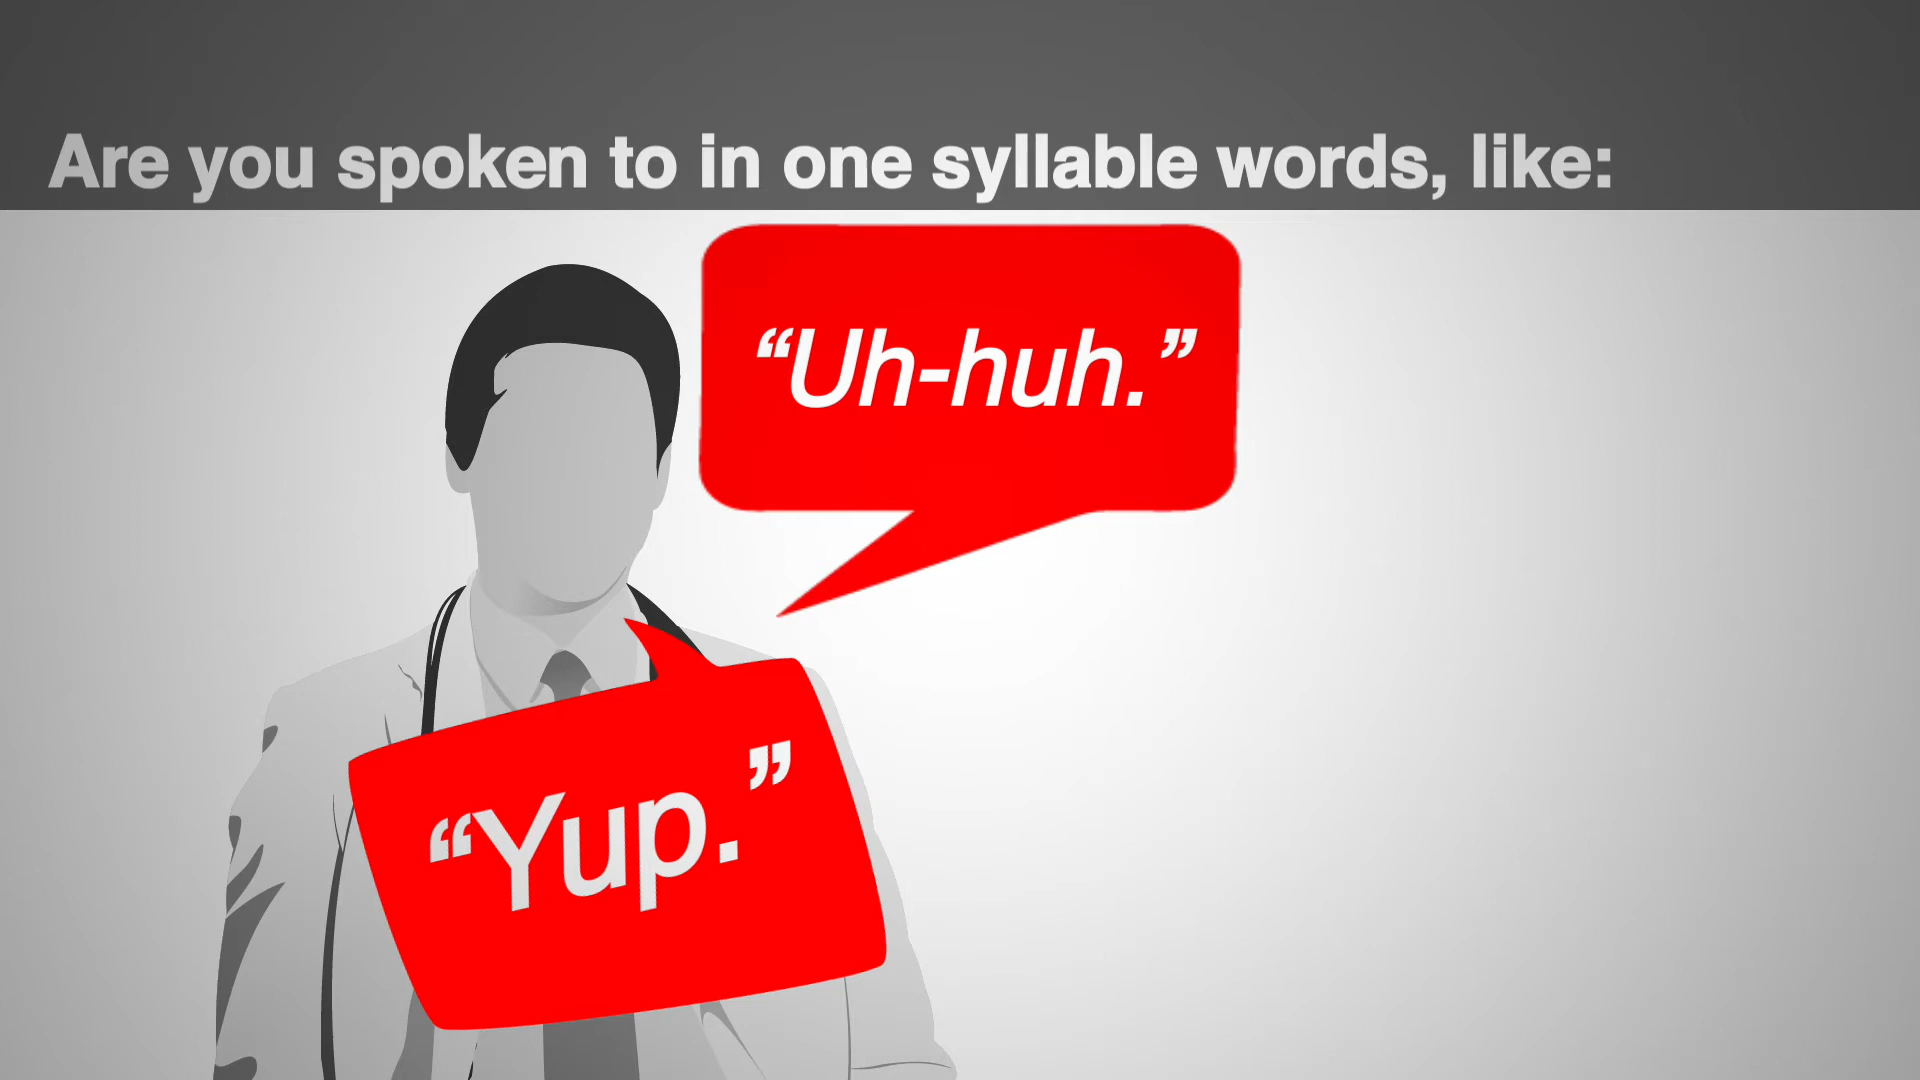 Are you spoken to in one syllable words, like:
“Uh-huh.”
“Yup.”